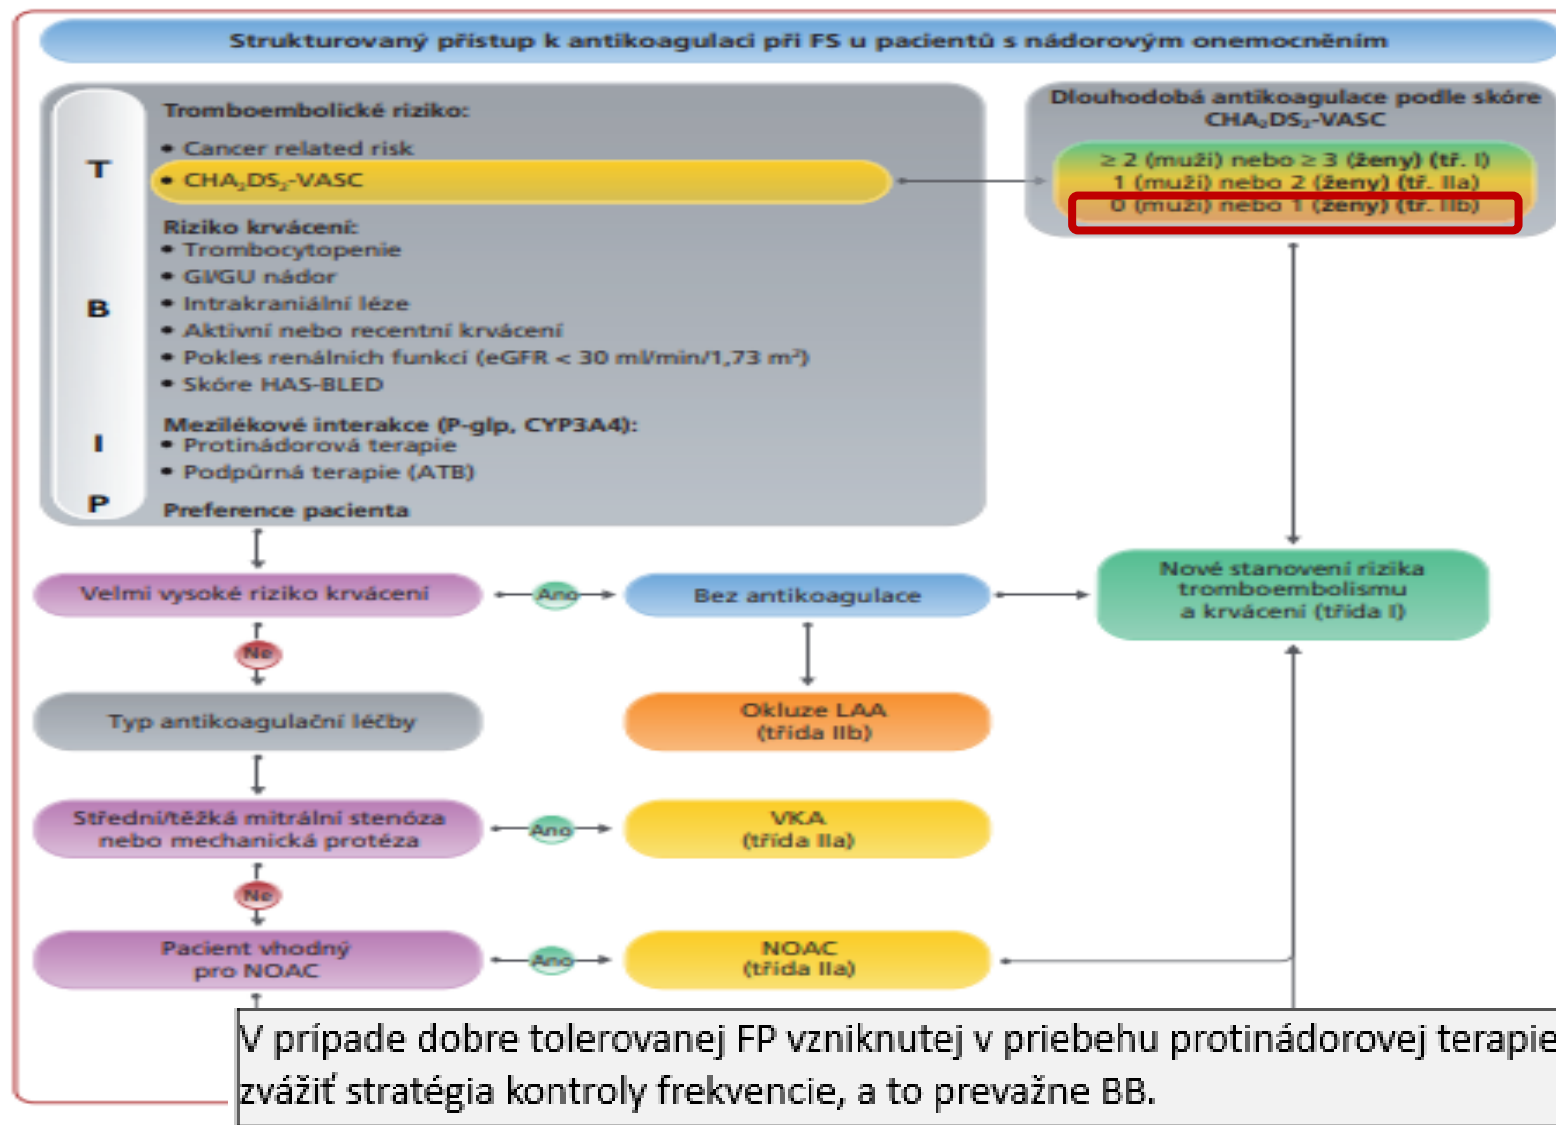 Strukturovaný přístup k antikoagulaci při FS u pacientů s nádorovým onemocněním
T
B
I
P
Tromboembolické riziko:
• Cancer related risk
• CHA₂DS₂-VASC
Riziko krvácení:
• Trombocytopenie
• GI/GU nádor
• Intrakraniální léze
• Aktivní nebo recentní krvácení
• Pokles renálních funkcí (eGFR < 30 ml/min/1,73 m²)
• Skóre HAS-BLED
Mezilékové interakce (P-glp, CYP3A4):
• Protinádorová terapie
• Podpůrná terapie (ATB)
Preference pacienta
Dlouhodobá antikoagulace podle skóre
CHA₂DS₂-VASC
≥ 2 (muži) nebo ≥ 3 (ženy) (tř. I)
1 (muži) nebo 2 (ženy) (tř. IIa)
0 (muži) nebo 1 (ženy) (tř. IIb)
Velmi vysoké riziko krvácení
Ano
Bez antikoagulace
Nové stanovení rizika
tromboembolismu
a krvácení (třída I)
Ne
Typ antikoagulační léčby
Okluze LAA
(třída IIb)
Střední/těžká mitrální stenóza
nebo mechanická protéza
Ano
VKA
(třída IIa)
Ne
Pacient vhodný
pro NOAC
Ano
NOAC
(třída IIa)
V prípade dobre tolerovanej FP vzniknutej v priebehu protinádorovej terapie
zvážiť stratégia kontroly frekvencie, a to prevažne BB.